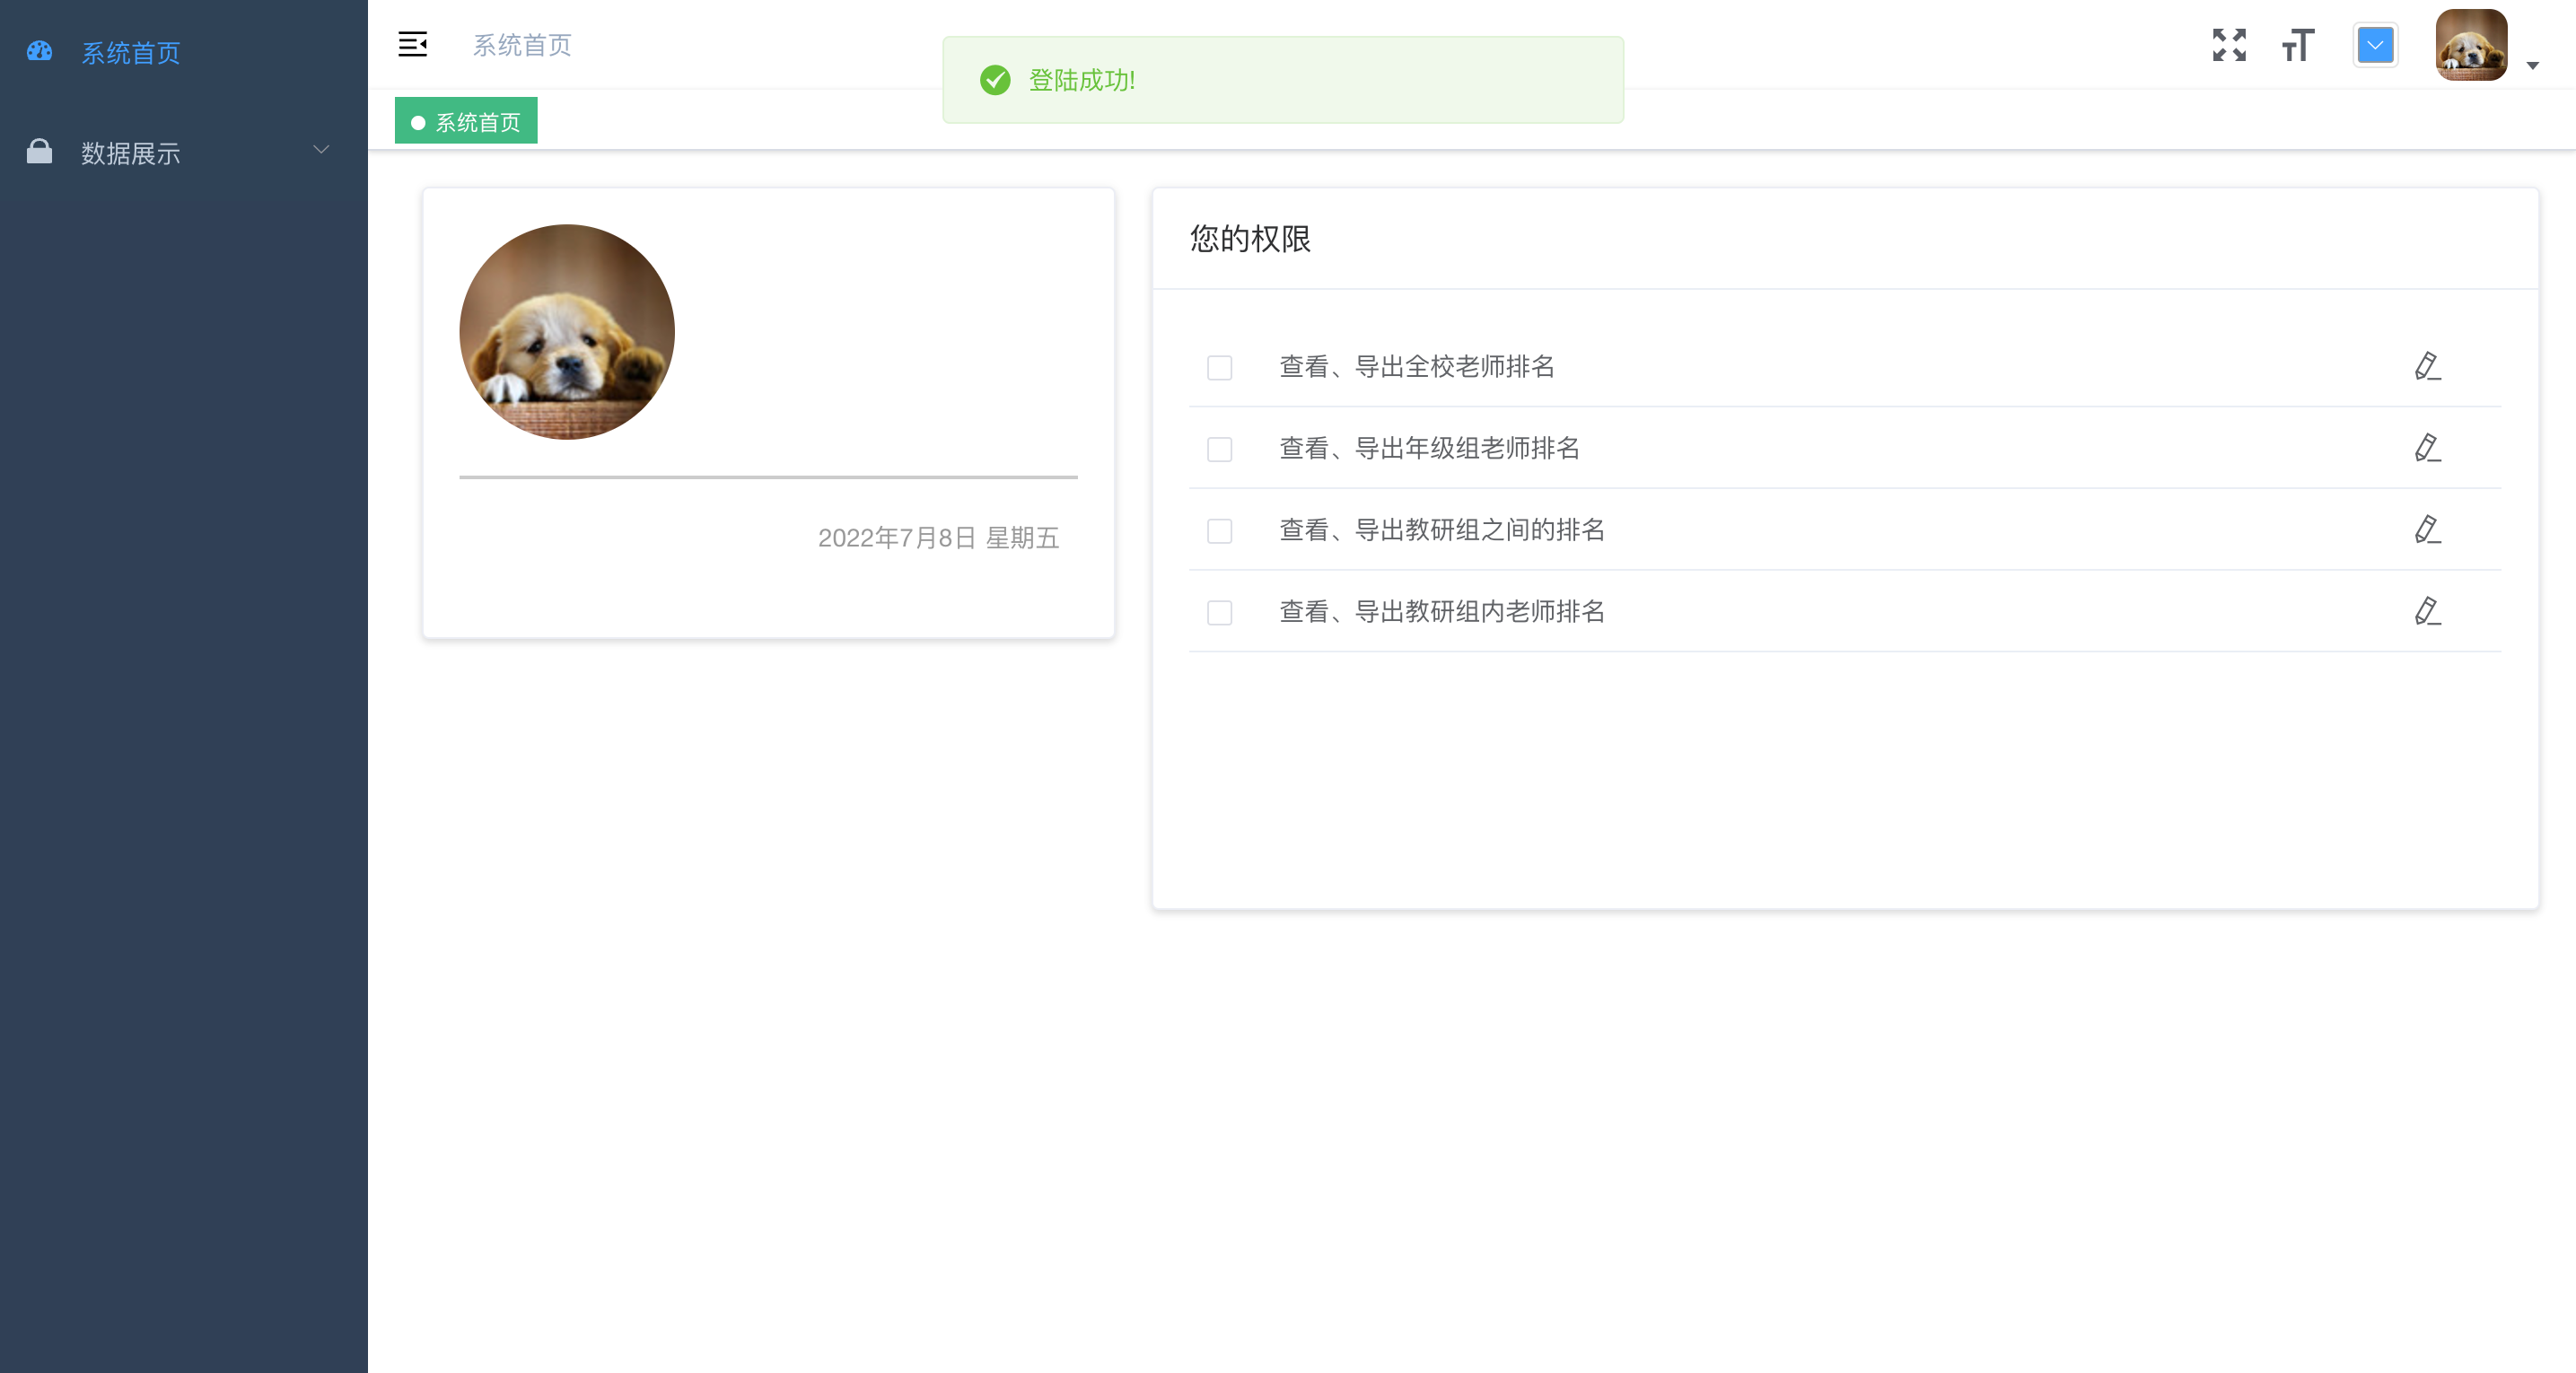 系统首页
数据展示
系统首页
登陆成功!
系统首页
2022年7月8日 星期五
您的权限
查看、导出全校老师排名
查看、导出年级组老师排名
查看、导出教研组之间的排名
查看、导出教研组内老师排名